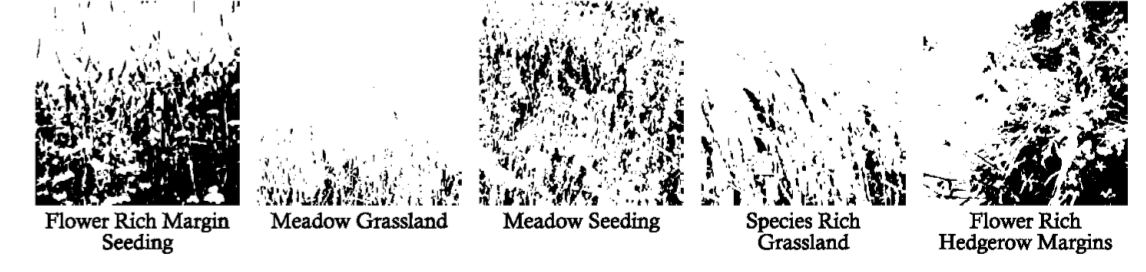 Flower Rich Margin
Seeding
Meadow Grassland
Meadow Seeding
Species Rich
Grassland
Flower Rich
Hedgerow Margins